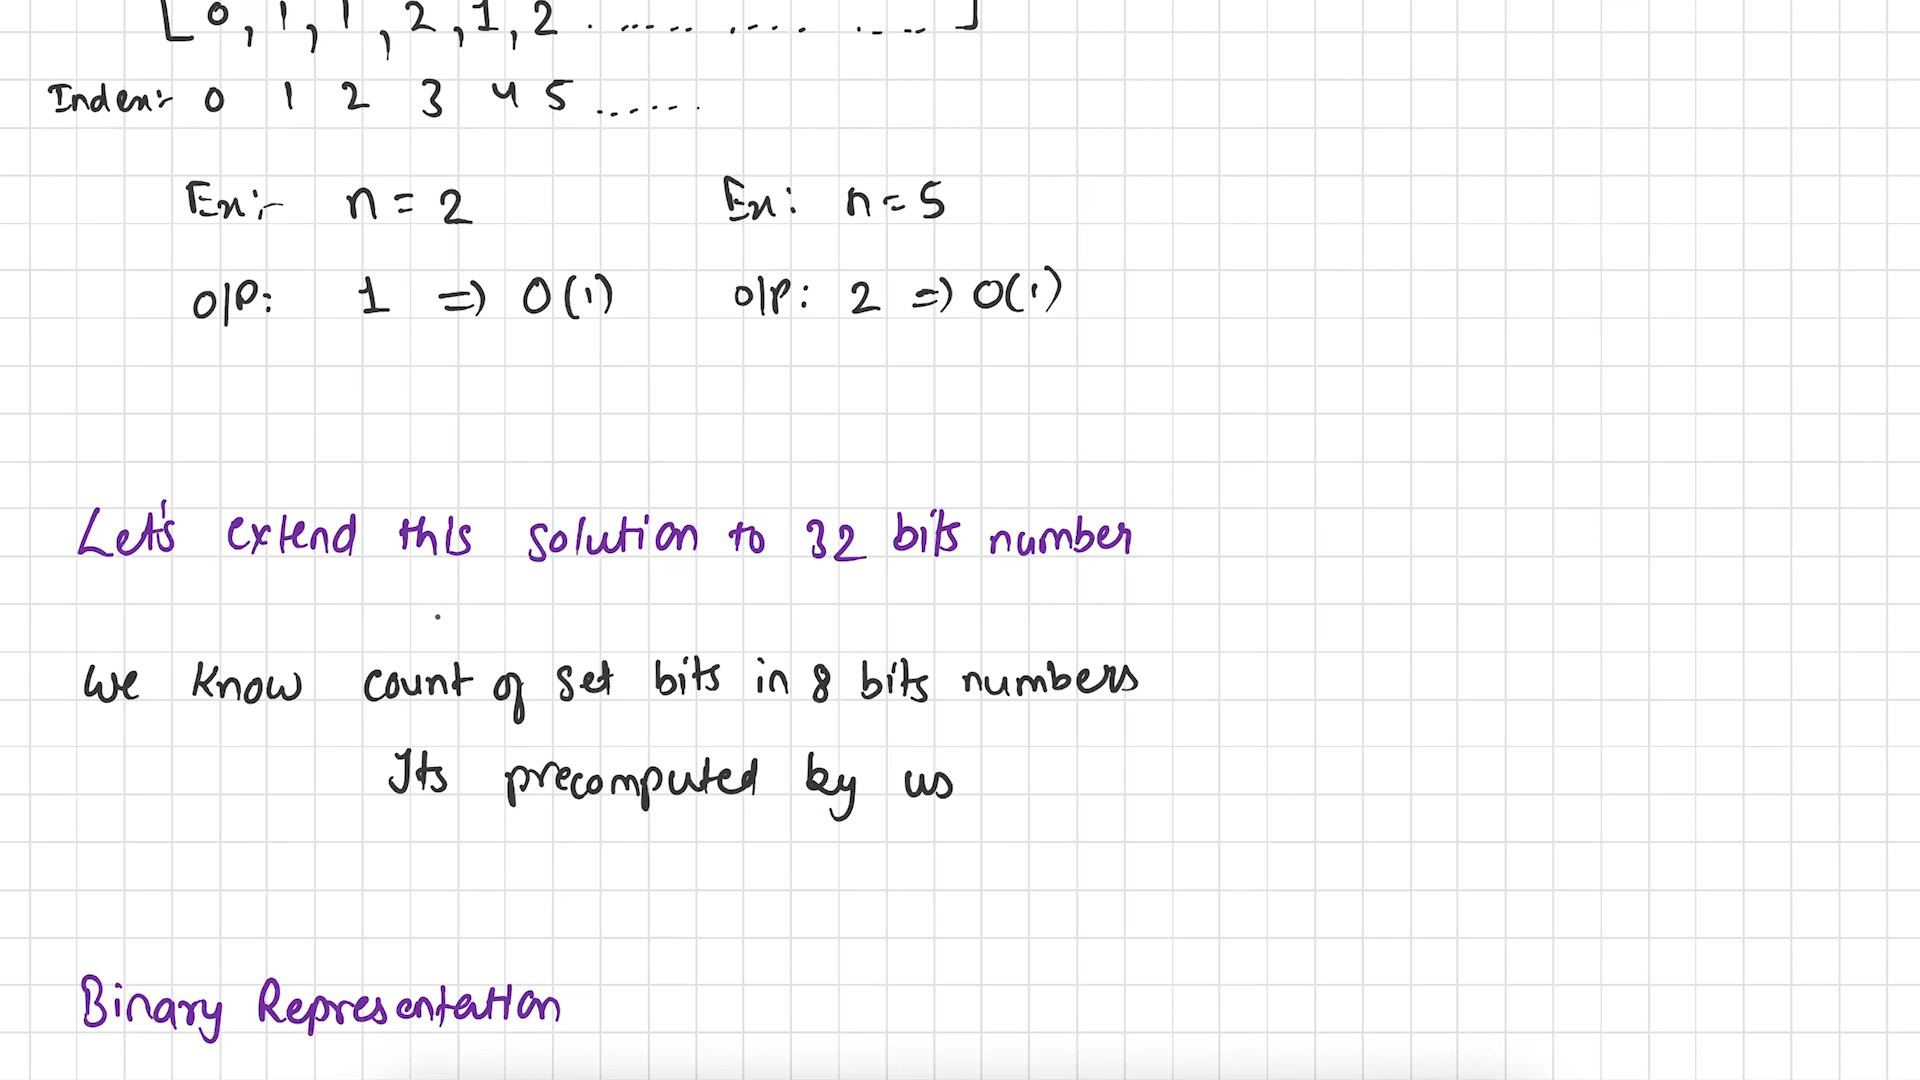 [0, 1, 1, 2, 1, 2 . ...... ..... ..... ]
Index:- 0 1 2 3 4 5 .......
Ex:- n = 2 Ex: n = 5
O/P: 1 => O(1) O/P: 2 => O(1)
Let's extend this solution to 32 bits number
We know count of set bits in 8 bits numbers
Its precomputed by us
Binary Representation